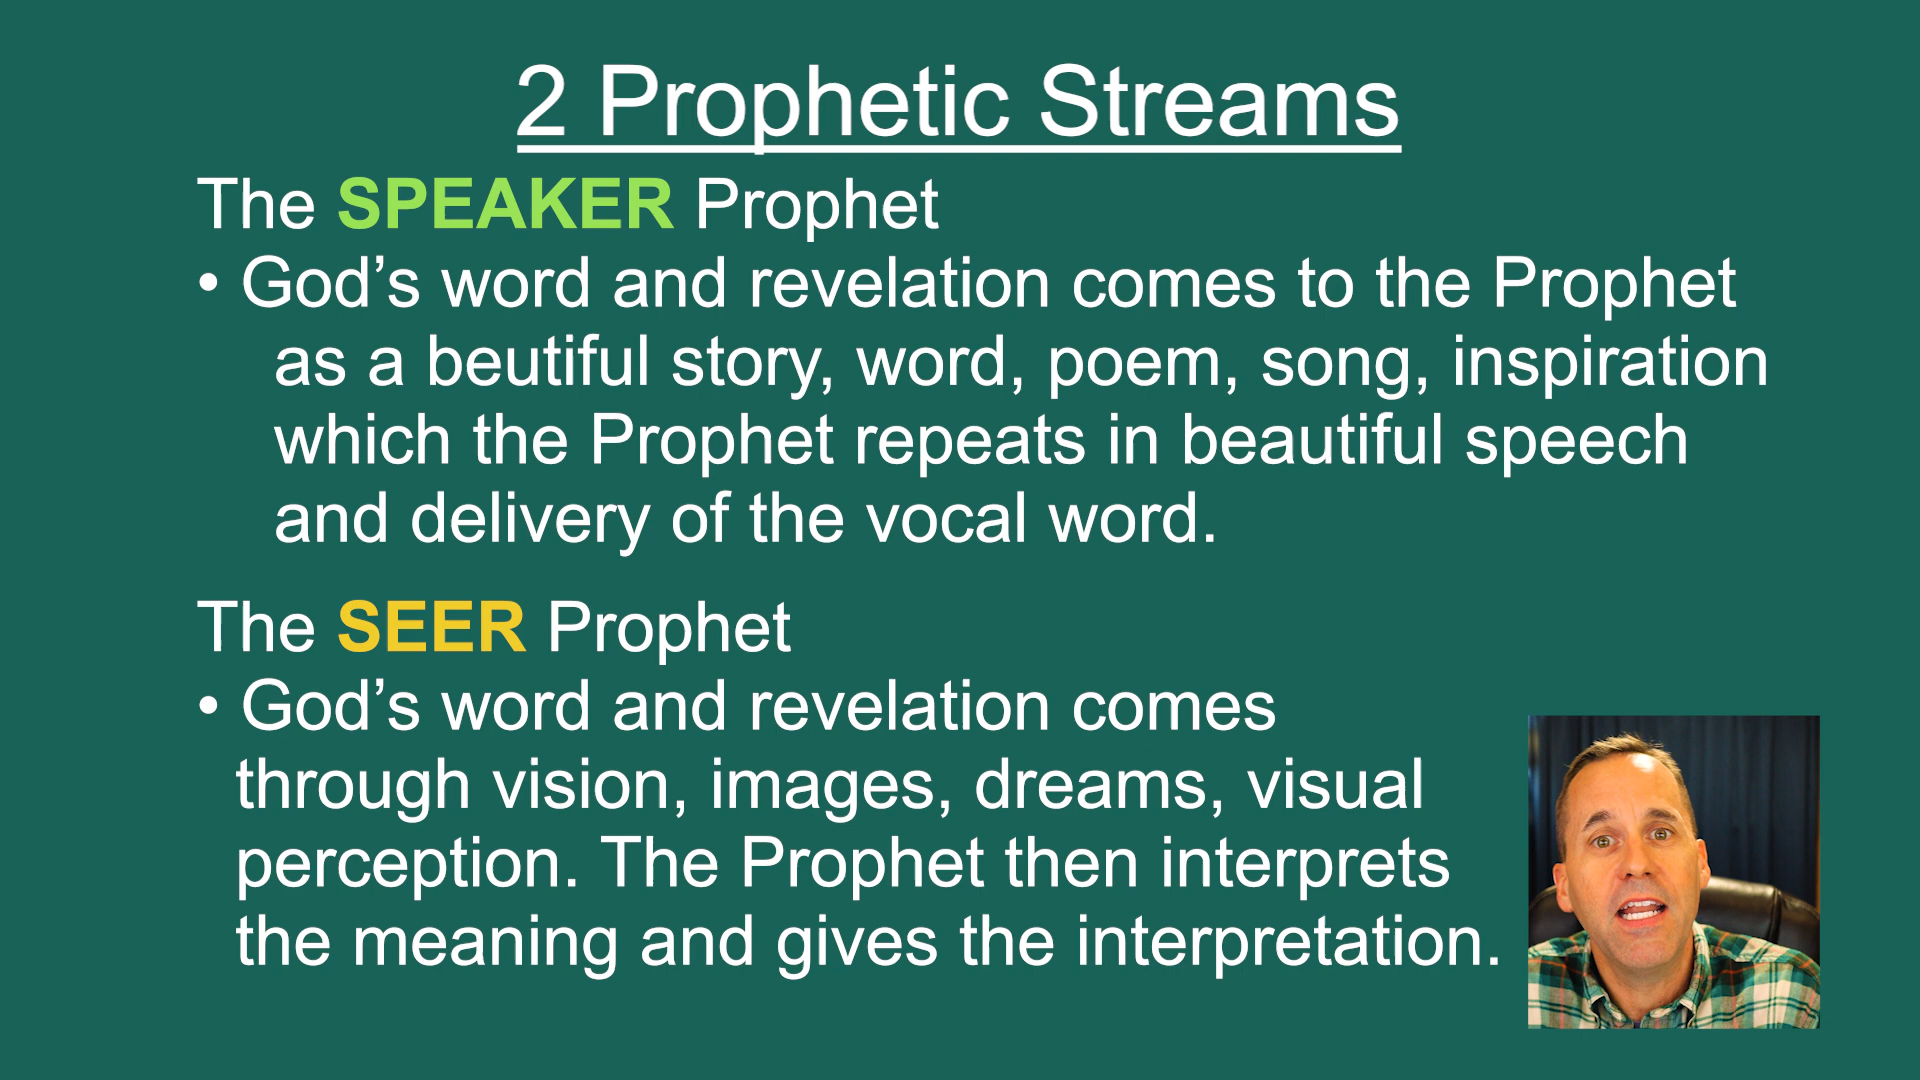 2 Prophetic Streams
The SPEAKER Prophet
• God’s word and revelation comes to the Prophet
as a beutiful story, word, poem, song, inspiration
which the Prophet repeats in beautiful speech
and delivery of the vocal word.
The SEER Prophet
• God’s word and revelation comes
through vision, images, dreams, visual
perception. The Prophet then interprets
the meaning and gives the interpretation.